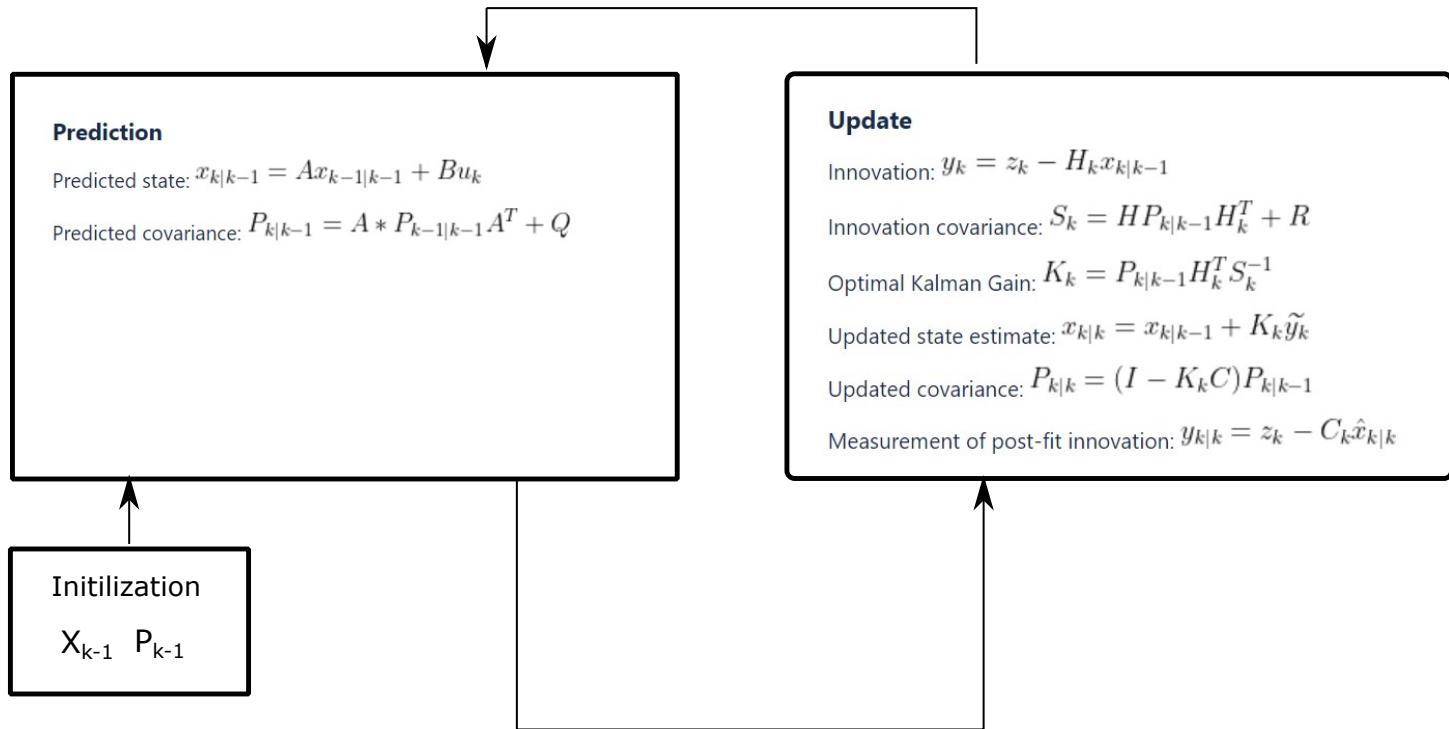 Prediction
Predicted state: x_{k|k-1} = Ax_{k-1|k-1} + Bu_k
Predicted covariance: P_{k|k-1} = A * P_{k-1|k-1}A^T + Q
Update
Innovation: y_k = z_k - H_k x_{k|k-1}
Innovation covariance: S_k = HP_{k|k-1}H_k^T + R
Optimal Kalman Gain: K_k = P_{k|k-1}H_k^T S_k^{-1}
Updated state estimate: x_{k|k} = x_{k|k-1} + K_k \widetilde{y}_k
Updated covariance: P_{k|k} = (I - K_k C)P_{k|k-1}
Measurement of post-fit innovation: y_{k|k} = z_k - C_k \hat{x}_{k|k}
Initilization
X_{k-1} P_{k-1}